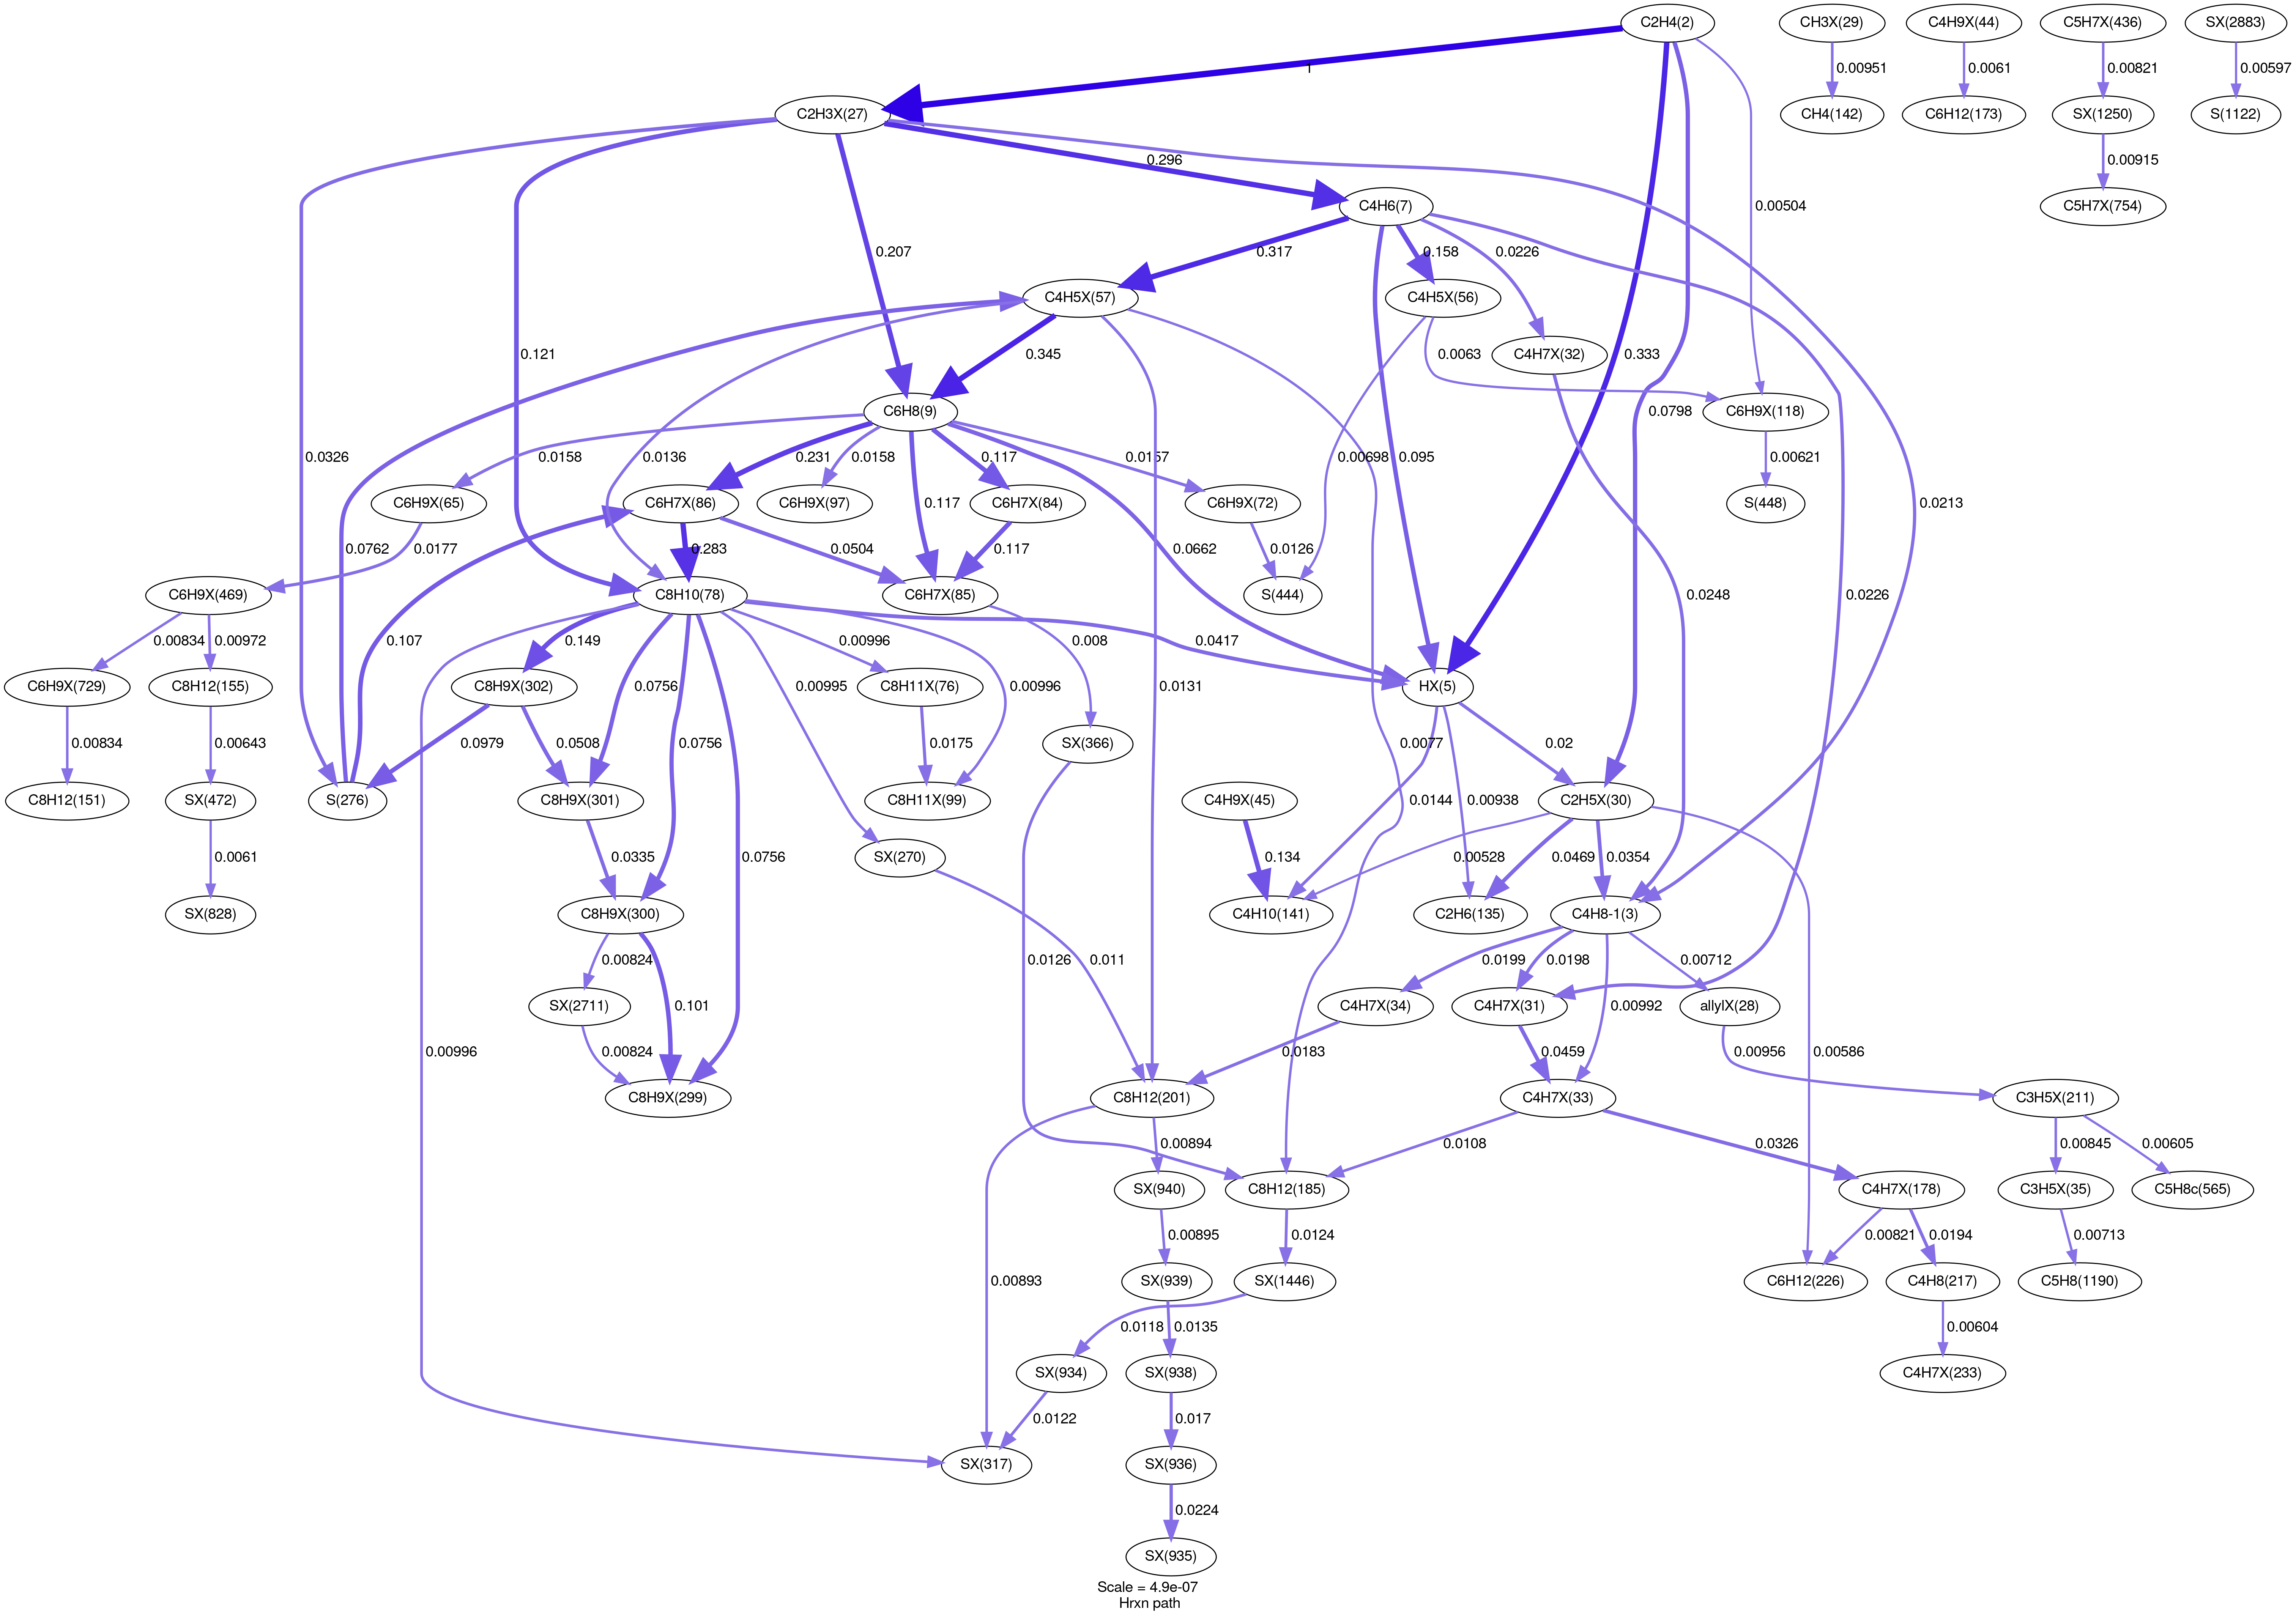 C2H4(2) CH3X(29) C4H9X(44) C5H7X(436) SX(2883)
1 0.00951 0.0061 0.00821 0.00597
C2H3X(27) CH4(142) C6H12(173) SX(1250) S(1122)
0.296 0.00915
C4H6(7) 0.00504 C5H7X(754)
0.207 0.317 0.158 0.0226
C4H5X(57) C4H5X(56)
0.121 0.345 0.0063 C4H7X(32) 0.333
C6H8(9) 0.0798 C6H9X(118)
0.0326 0.0158 0.231 0.0158 0.117 0.0157 0.00698 0.095 0.00621
C6H9X(65) C6H7X(86) C6H9X(97) 0.117 C6H7X(84) C6H9X(72) S(448) 0.0213
0.0136
0.0762 0.0177 0.283 0.0504 0.117 0.0662 0.0126 0.0248 0.0226
C6H9X(469) C8H10(78) C6H7X(85) S(444)
0.00834 0.00972 0.107 0.149 0.00996 0.008 0.0417
C6H9X(729) C8H12(155) C8H9X(302) 0.0756 0.00995 C8H11X(76) 0.00996 0.0131 HX(5)
0.00834 0.00643 0.0979 0.0508 0.0756 0.0175 SX(366) 0.0077 0.02
C8H12(151) SX(472) S(276) C8H9X(301) C8H11X(99) C4H9X(45) 0.0144 0.00938 C2H5X(30)
0.0061 0.0335 0.0756 SX(270) 0.134 0.00528 0.0469 0.0354
SX(828) C8H9X(300) C4H10(141) C2H6(135) C4H8-1(3)
0.00824 0.0126 0.011 0.0199 0.0198 0.00712
SX(2711) 0.101 C4H7X(34) C4H7X(31) 0.00992 allylX(28)
0.00996 0.00824 0.0183 0.0459 0.00956 0.00586
C8H9X(299) C8H12(201) C4H7X(33) C3H5X(211)
0.00894 0.0108 0.0326 0.00845 0.00605
SX(940) C8H12(185) C4H7X(178) C3H5X(35) C5H8c(565)
0.00895 0.0124 0.00821 0.0194 0.00713
0.00893 SX(939) SX(1446) C6H12(226) C4H8(217) C5H8(1190)
0.0118 0.0135 0.00604
SX(934) SX(938) C4H7X(233)
0.0122 0.017
SX(317) SX(936)
0.0224
SX(935)
Scale = 4.9e-07
Hrxn path